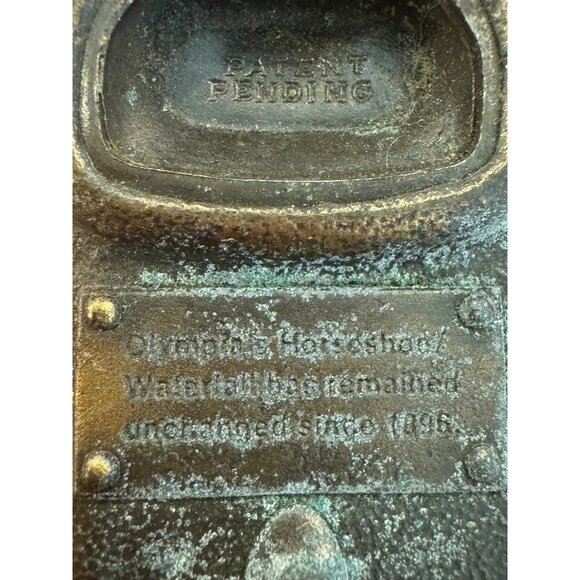 PATENT
PENDING
Olympia's Horseshoe/
Waterfall has remained
unchanged since 1896.